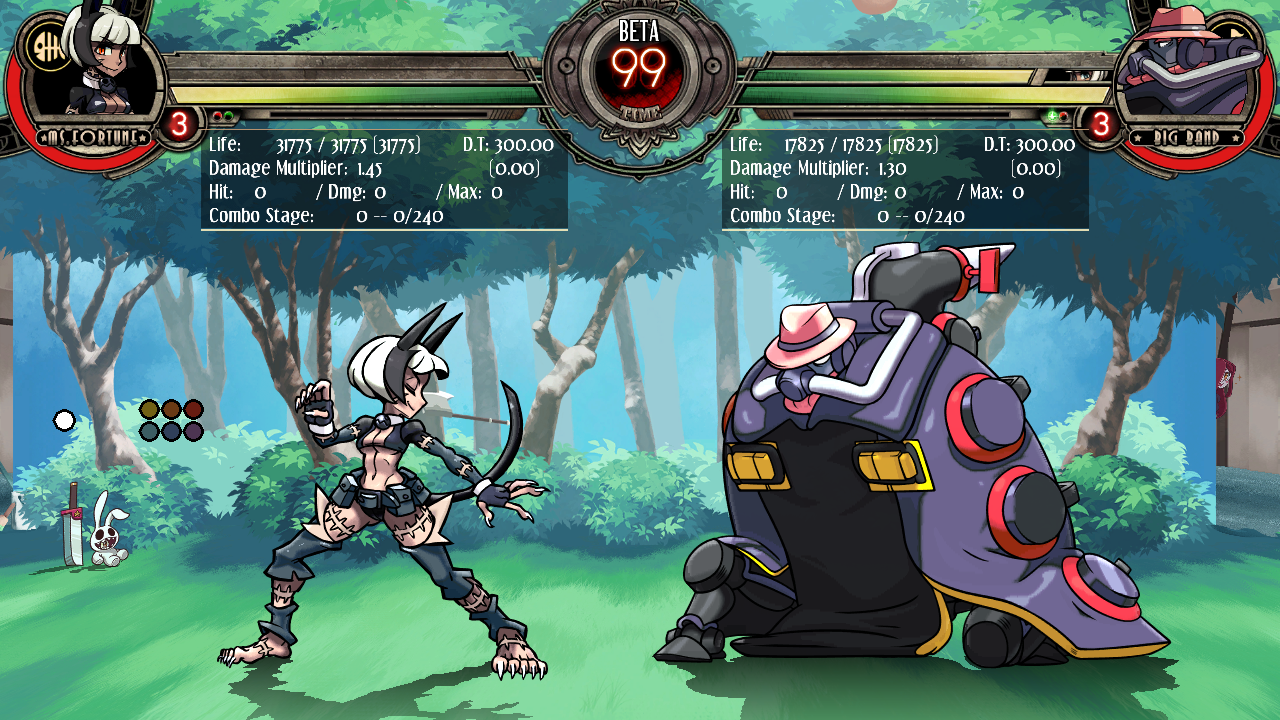 BETA
99
TIME
MS.FORTUNE
3
3
BIG BAND
Life: 31775 / 31775 (31775) D.T: 300.00
Damage Multiplier: 1.45 (0.00)
Hit: 0 / Dmg: 0 / Max: 0
Combo Stage: 0 -- 0/240
Life: 17825 / 17825 (17825) D.T: 300.00
Damage Multiplier: 1.30 (0.00)
Hit: 0 / Dmg: 0 / Max: 0
Combo Stage: 0 -- 0/240